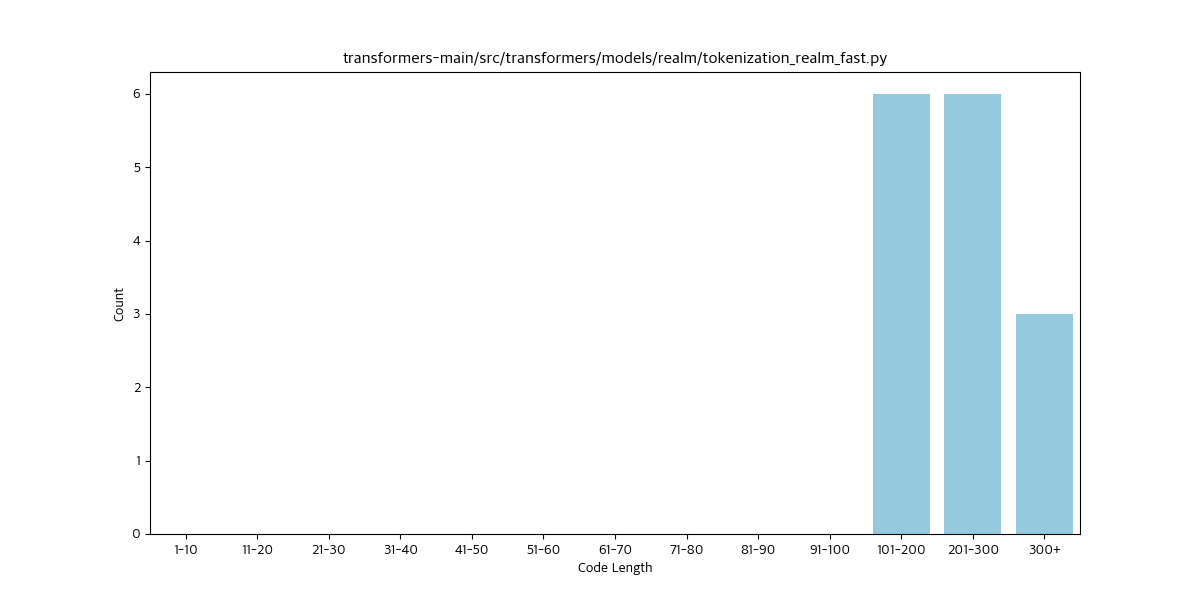 transformers-main/src/transformers/models/realm/tokenization_realm_fast.py
6
5
4
3
2
1
0
Count
1-10 11-20 21-30 31-40 41-50 51-60 61-70 71-80 81-90 91-100 101-200 201-300 300+
Code Length